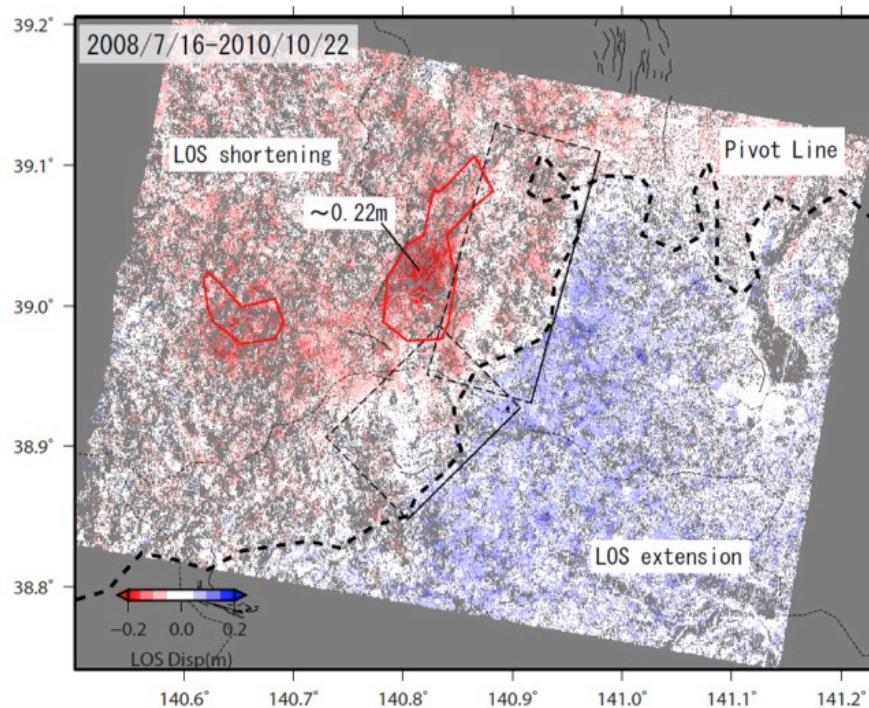 39.2°
2008/7/16-2010/10/22
39.1°
LOS shortening
Pivot Line
~0.22m
39.0°
38.9°
LOS extension
38.8°
-0.2 0.0 0.2
LOS Disp(m)
140.6° 140.7° 140.8° 140.9° 141.0° 141.1° 141.2°